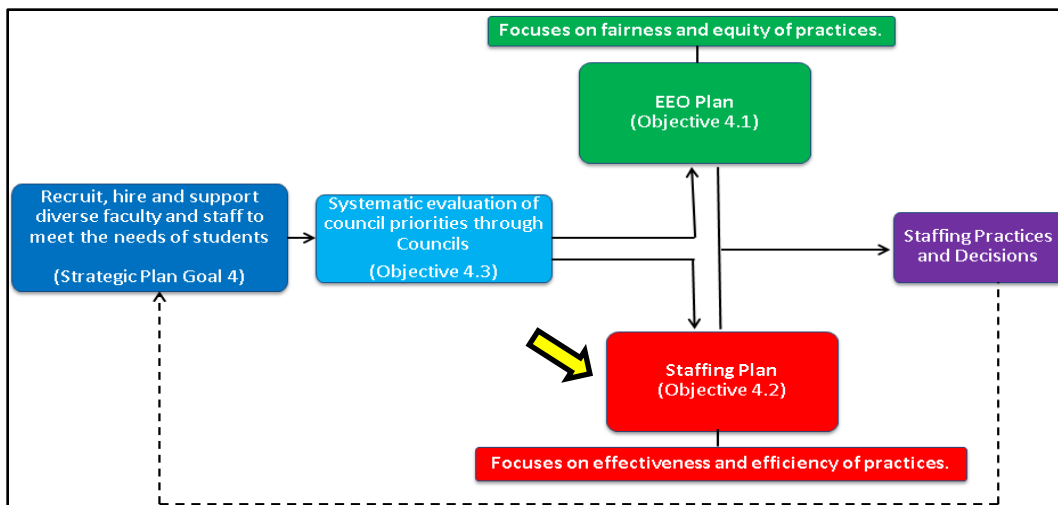 Focuses on fairness and equity of practices.
EEO Plan
(Objective 4.1)
Recruit, hire and support
diverse faculty and staff to
meet the needs of students
(Strategic Plan Goal 4)
Systematic evaluation of
council priorities through
Councils
(Objective 4.3)
Staffing Practices
and Decisions
Staffing Plan
(Objective 4.2)
Focuses on effectiveness and efficiency of practices.